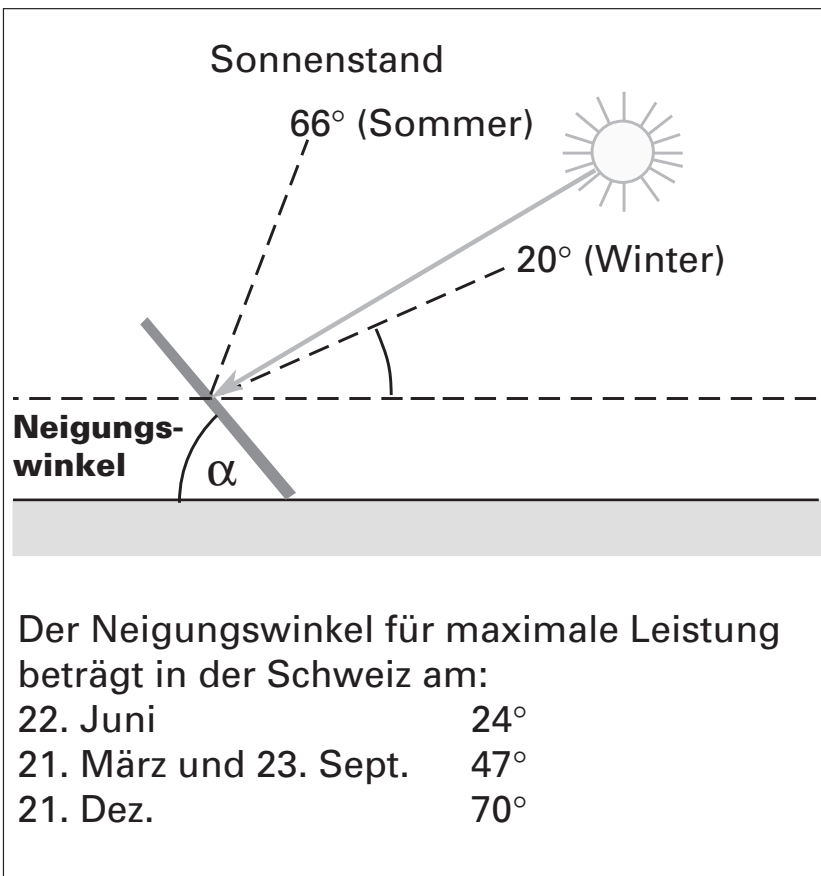 Sonnenstand
66° (Sommer)
20° (Winter)
Neigungs-
winkel
α
Der Neigungswinkel für maximale Leistung
beträgt in der Schweiz am:
22. Juni 24°
21. März und 23. Sept. 47°
21. Dez. 70°